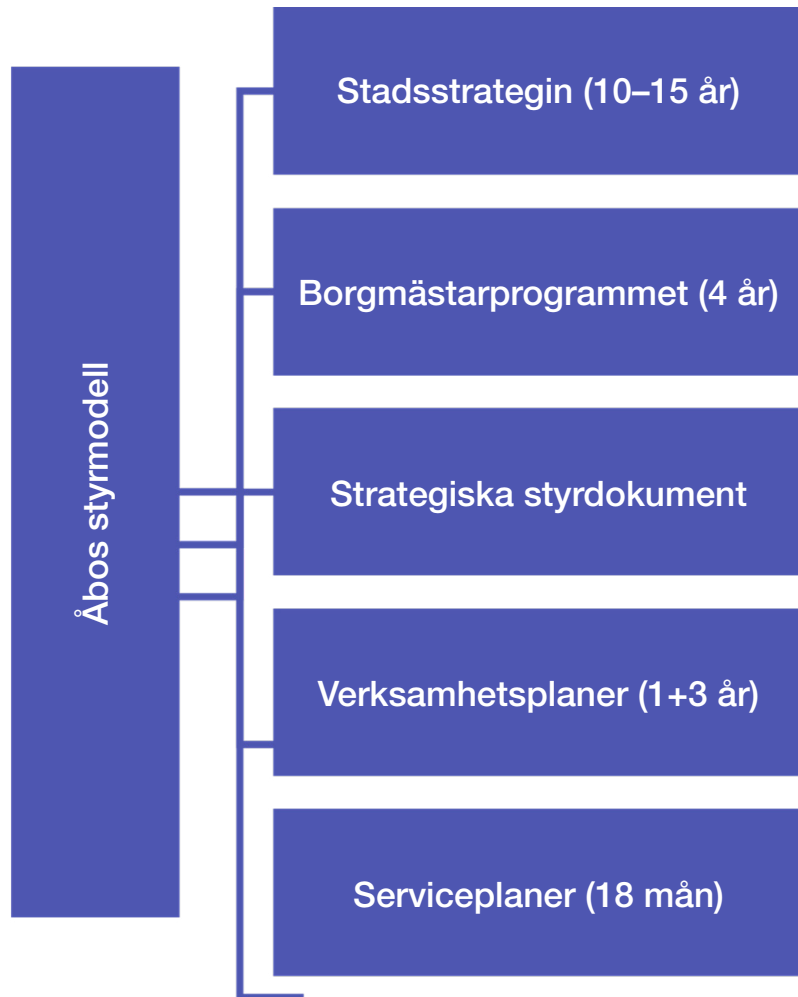 Åbos styrmodell
Stadsstrategin (10–15 år)
Borgmästarprogrammet (4 år)
Strategiska styrdokument
Verksamhetsplaner (1+3 år)
Serviceplaner (18 mån)